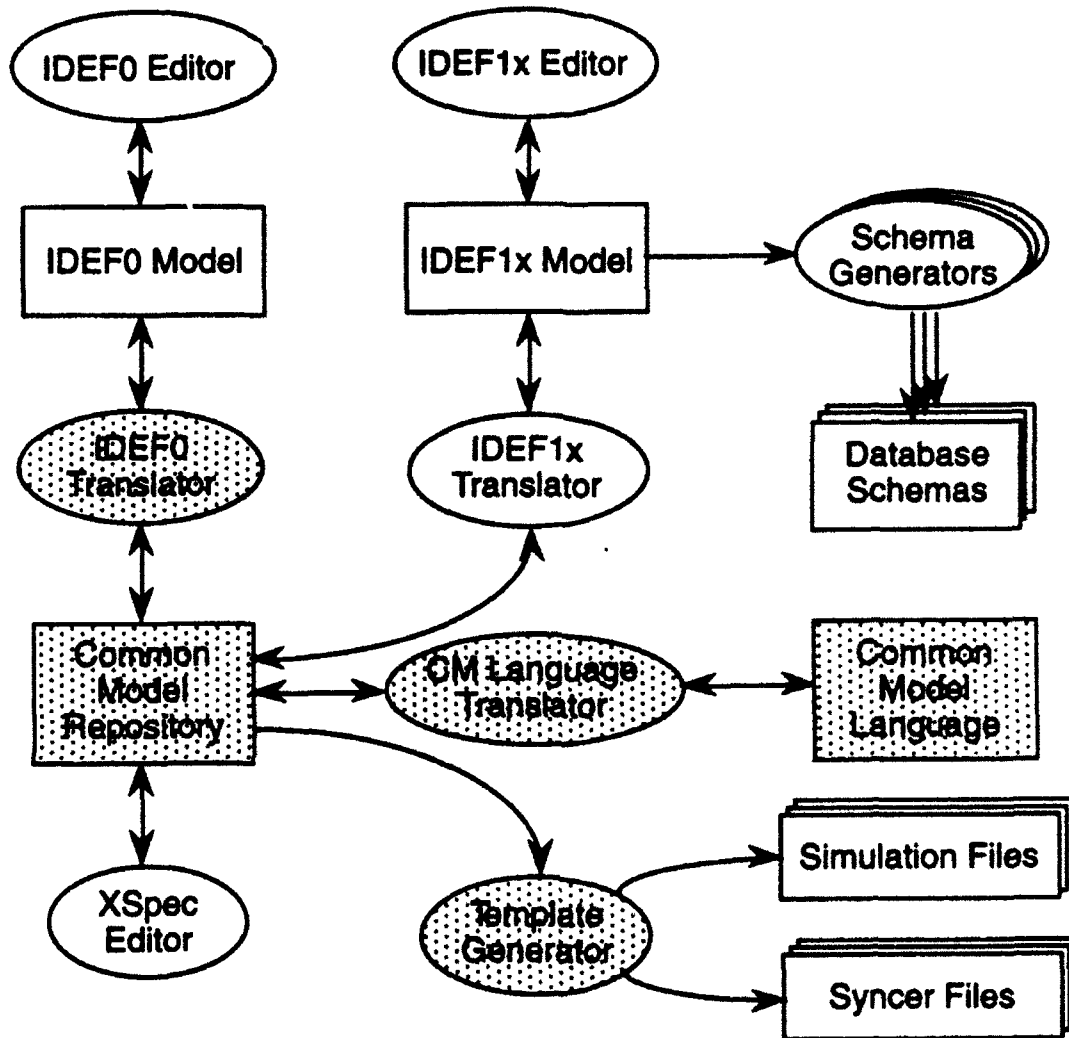 IDEF0 Editor
IDEF1x Editor
IDEF0 Model
IDEF1x Model
Schema
Generators
IDEF0
Translator
IDEF1x
Translator
Database
Schemas
Common
Model
Repository
CM Language
Translator
Common
Model
Language
XSpec
Editor
Template
Generator
Simulation Files
Syncer Files